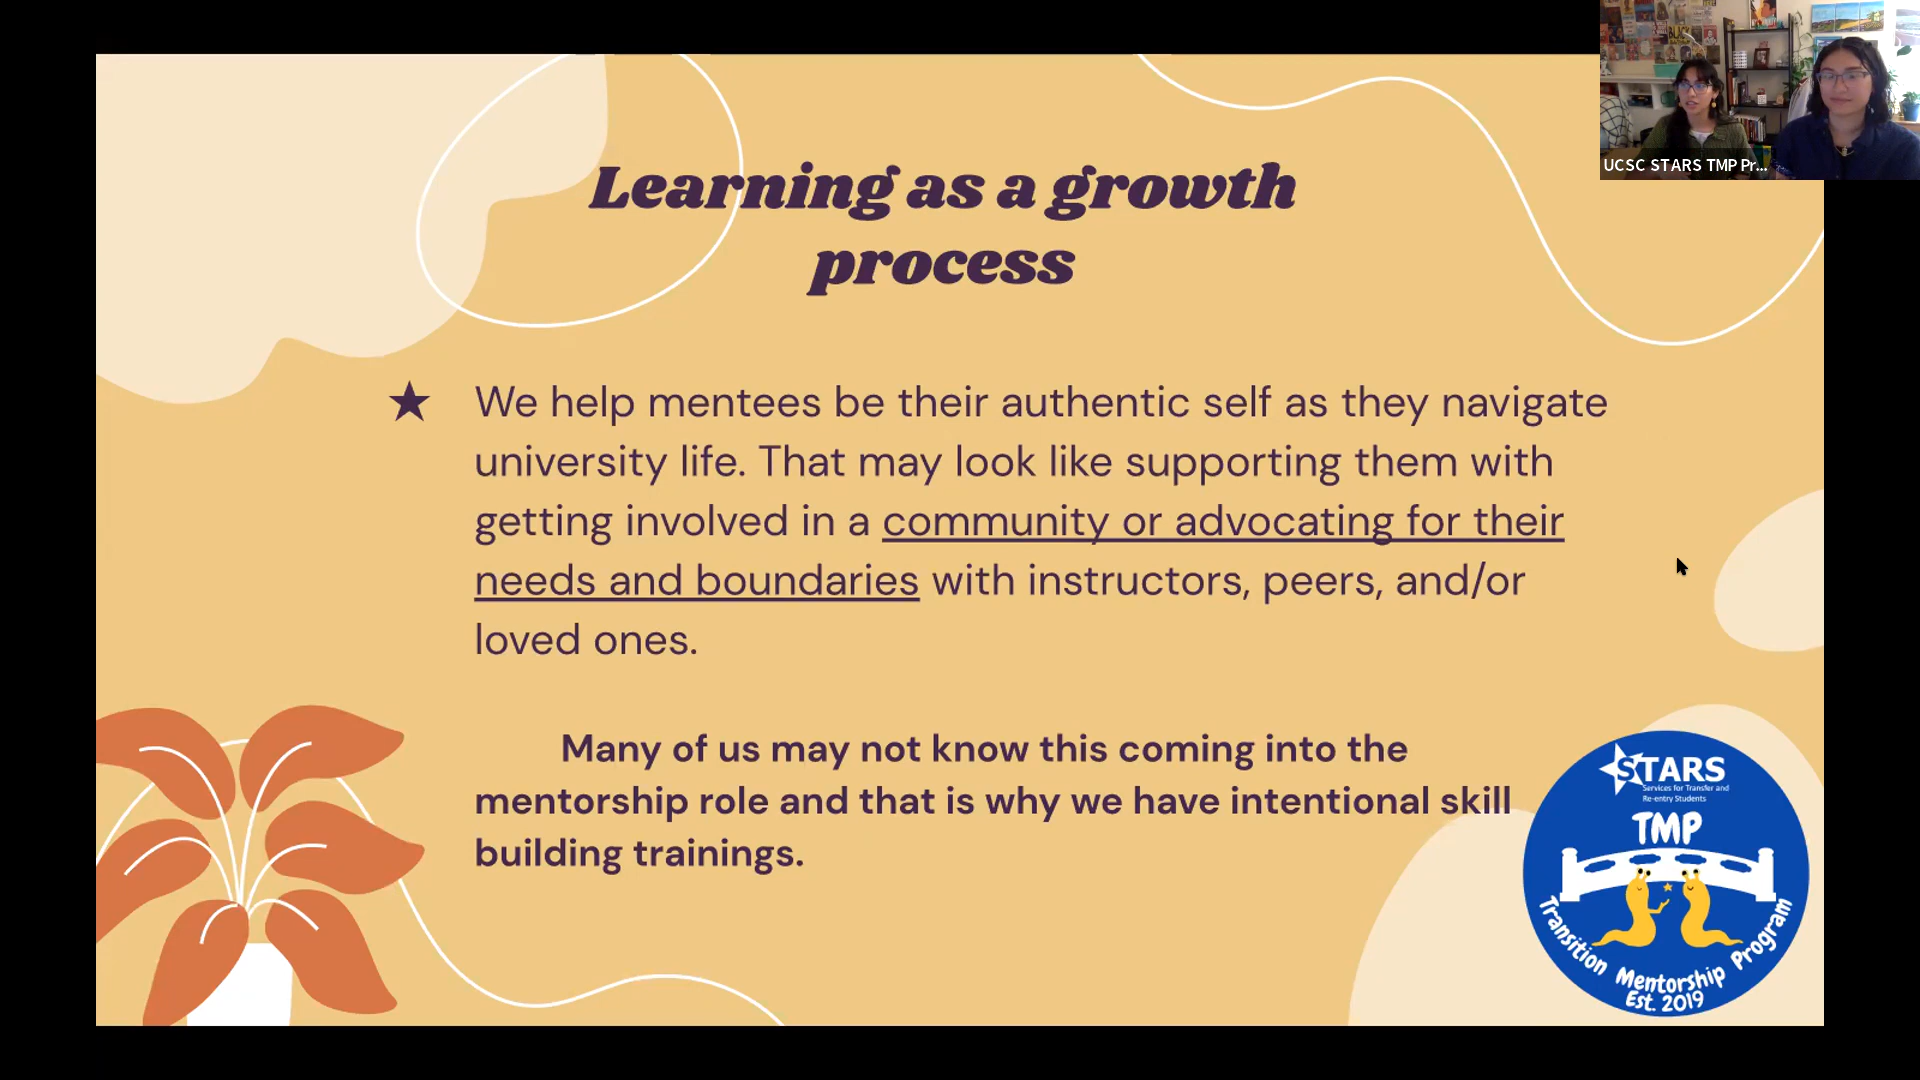 UCSC STARS TMP Pr...
Learning as a growth
process
★ We help mentees be their authentic self as they navigate
university life. That may look like supporting them with
getting involved in a community or advocating for their
needs and boundaries with instructors, peers, and/or
loved ones.
Many of us may not know this coming into the
mentorship role and that is why we have intentional skill
building trainings.
STARS
Services for Transfer and
Re-entry Students
TMP
Transition Mentorship Program
Est. 2019